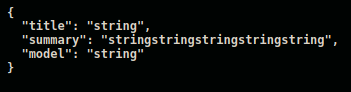 {
  "title": "string",
  "summary": "stringstringstringstringstring",
  "model": "string"
}